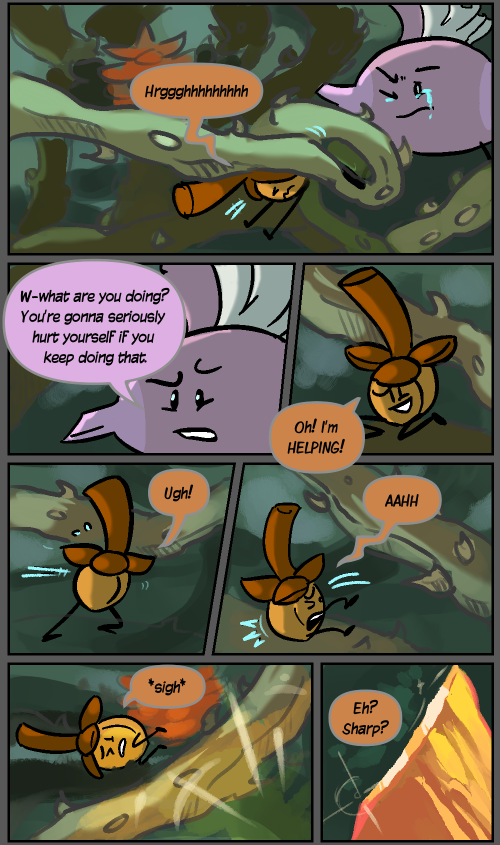 Hrggghhhhhhhhh
W-what are you doing?
You're gonna seriously
hurt yourself if you
keep doing that.
Oh! I'm
HELPING!
Ugh!
AAHH
*sigh*
Eh?
Sharp?